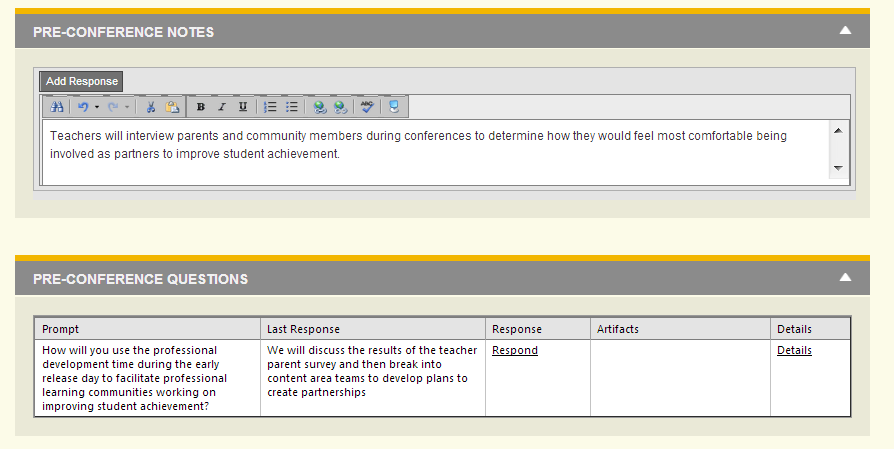 PRE-CONFERENCE NOTES
Add Response
B I U ABC
Teachers will interview parents and community members during conferences to determine how they would feel most comfortable being
involved as partners to improve student achievement.
PRE-CONFERENCE QUESTIONS
Prompt Last Response Response Artifacts Details
How will you use the professional We will discuss the results of the teacher Respond Details
development time during the early parent survey and then break into
release day to facilitate professional content area teams to develop plans to
learning communities working on create partnerships
improving student achievement?